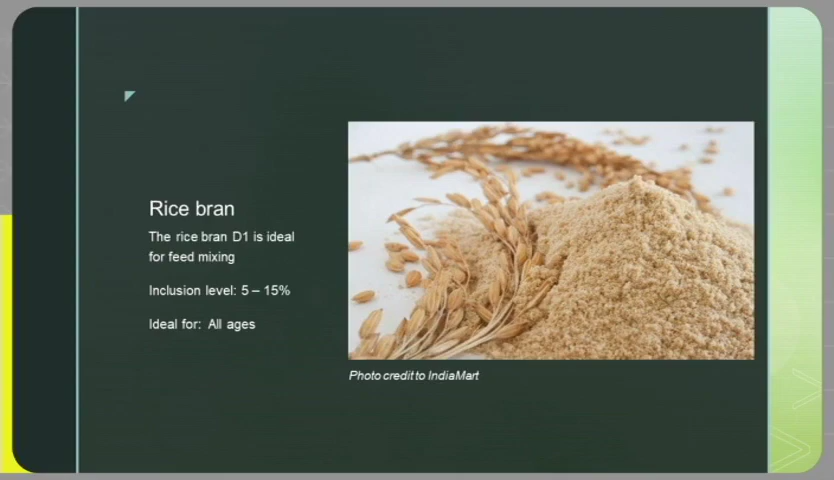 Rice bran
The rice bran D1 is ideal
for feed mixing
Inclusion level: 5 – 15%
Ideal for: All ages
Photo credit to IndiaMart